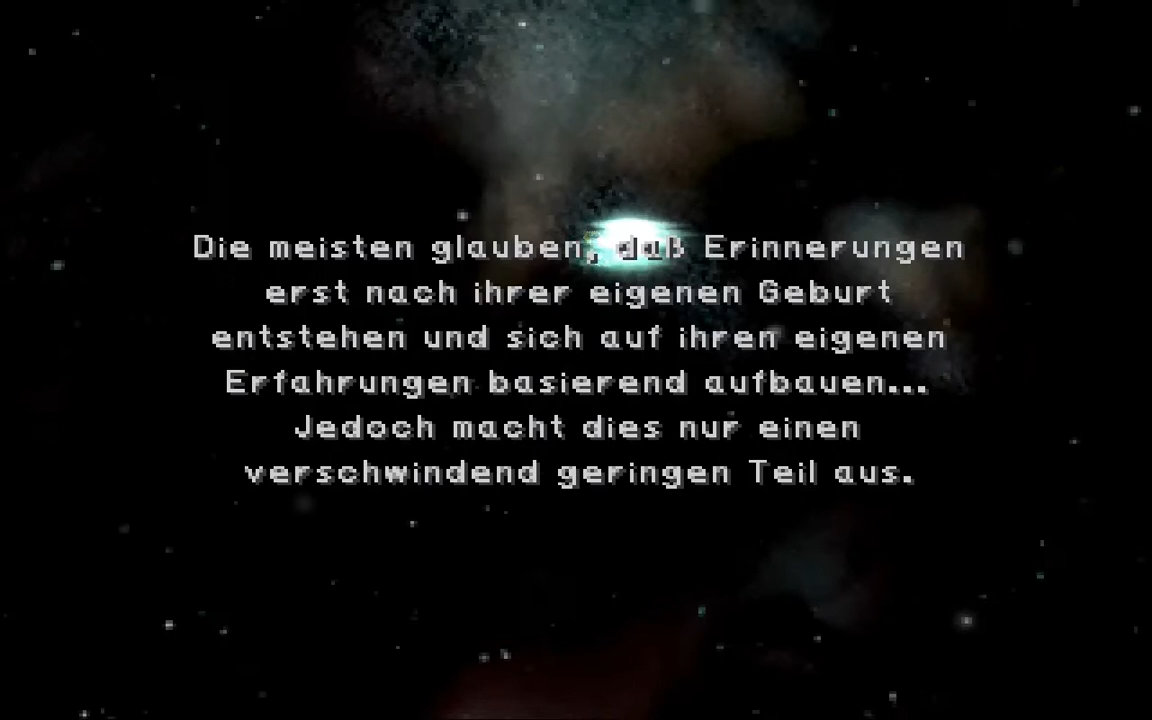 Die meisten glauben, daß Erinnerungen
erst nach ihrer eigenen Geburt
entstehen und sich auf ihren eigenen
Erfahrungen basierend aufbauen...
Jedoch macht dies nur einen
verschwindend geringen Teil aus.